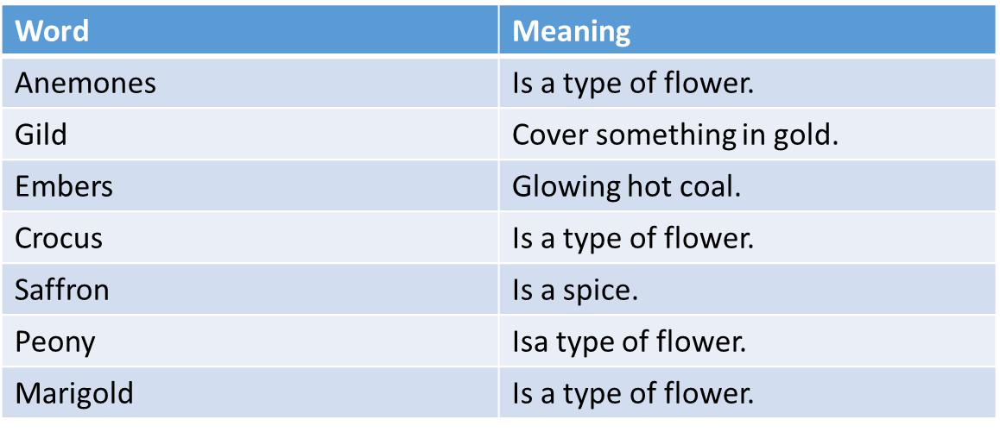 Word Meaning
Anemones Is a type of flower.
Gild Cover something in gold.
Embers Glowing hot coal.
Crocus Is a type of flower.
Saffron Is a spice.
Peony Isa type of flower.
Marigold Is a type of flower.